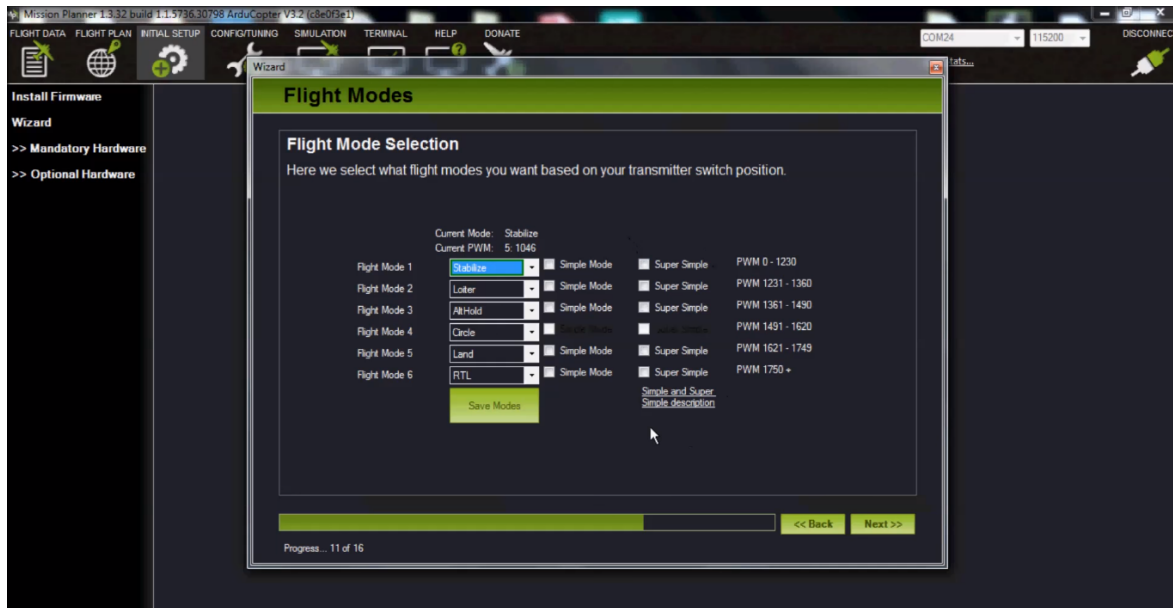 Mission Planner 1.3.32 build 1.1.5736.30798 ArduCopter V3.2 (c8e0f3e1)
FLIGHT DATA FLIGHT PLAN INITIAL SETUP CONFIG/TUNING SIMULATION TERMINAL HELP DONATE
COM24 115200 DISCONNEC
tats...
Install Firmware
Wizard
>> Mandatory Hardware
>> Optional Hardware
Wizard
Flight Modes
Flight Mode Selection
Here we select what flight modes you want based on your transmitter switch position.
Current Mode: Stabilize
Current PWM: 5: 1046
Flight Mode 1 Stabilize Simple Mode Super Simple PWM 0 - 1230
Flight Mode 2 Loiter Simple Mode Super Simple PWM 1231 - 1360
Flight Mode 3 AltHold Simple Mode Super Simple PWM 1361 - 1490
Flight Mode 4 Circle Simple Mode PWM 1491 - 1620
Flight Mode 5 Land Simple Mode Super Simple PWM 1621 - 1749
Flight Mode 6 RTL Simple Mode Super Simple PWM 1750 +
Save Modes
Simple and Super
Simple description
<< Back Next >>
Progress... 11 of 16